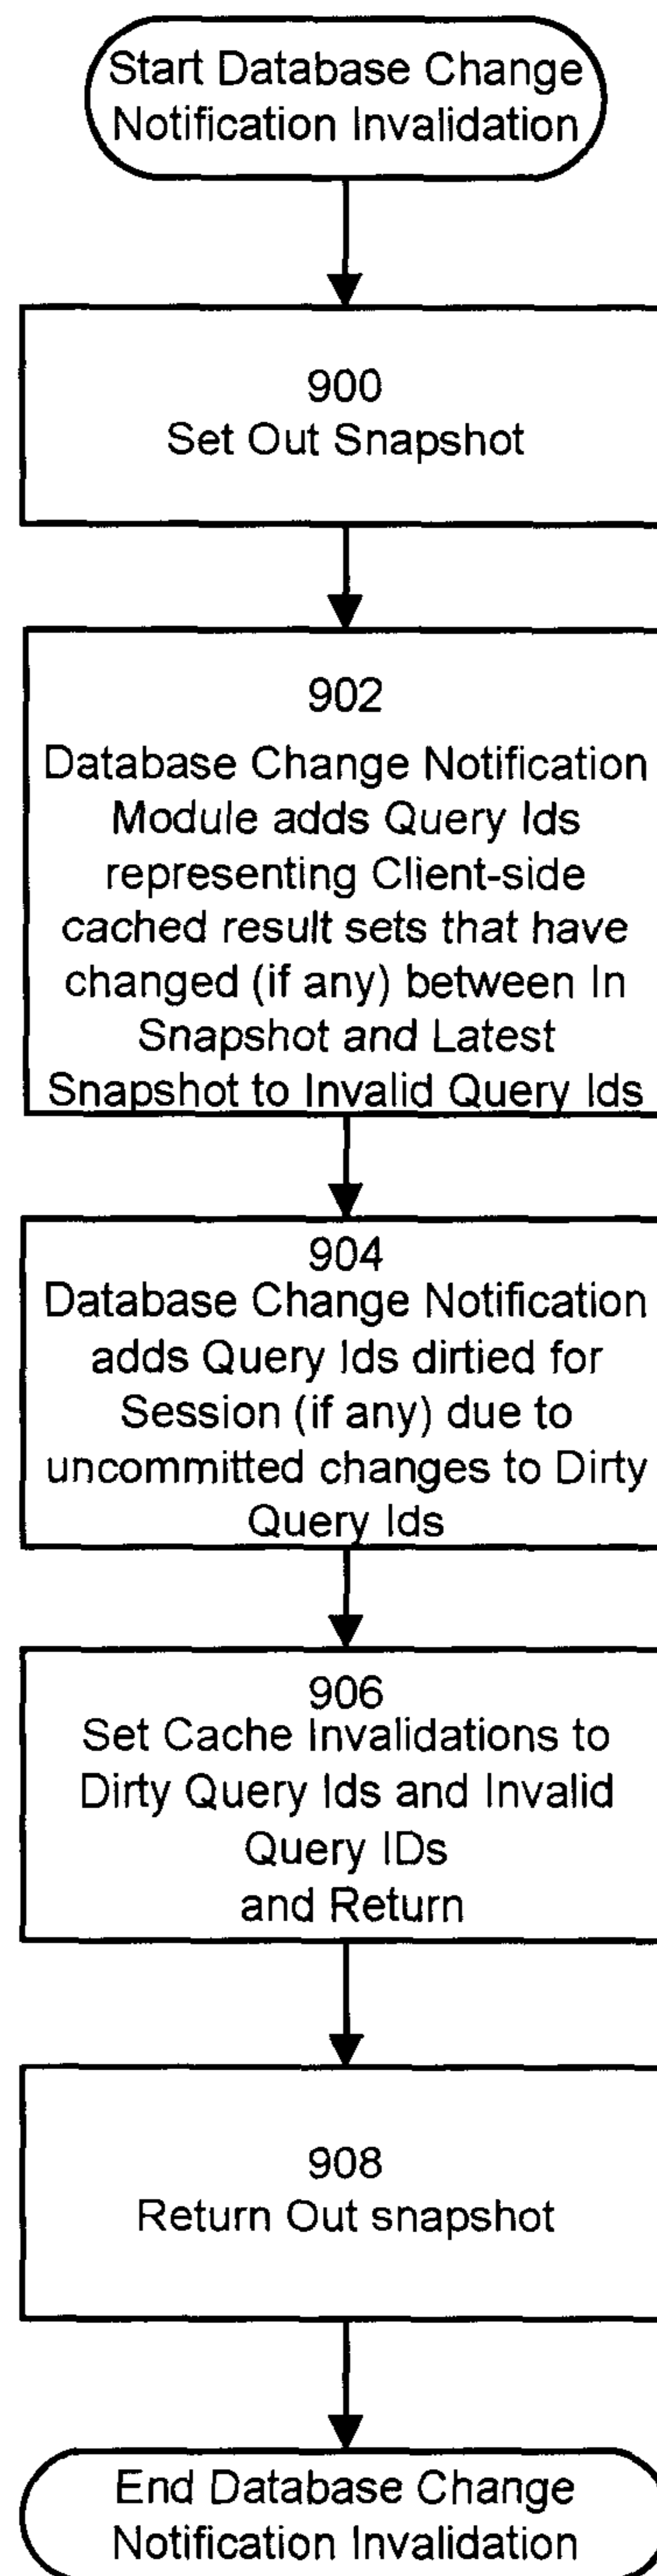 Start Database Change
Notification Invalidation
900
Set Out Snapshot
902
Database Change Notification
Module adds Query Ids
representing Client-side
cached result sets that have
changed (if any) between In
Snapshot and Latest
Snapshot to Invalid Query Ids
904
Database Change Notification
adds Query Ids dirtied for
Session (if any) due to
uncommitted changes to Dirty
Query Ids
906
Set Cache Invalidations to
Dirty Query Ids and Invalid
Query IDs
and Return
908
Return Out snapshot
End Database Change
Notification Invalidation